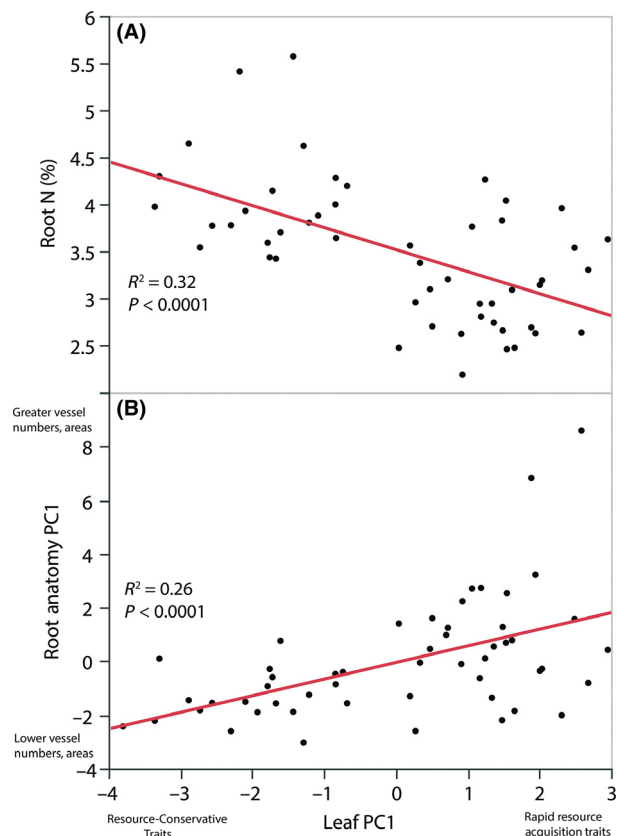 (A)
6
5.5
5
4.5
4
3.5
3
2.5
Root N (%)
R² = 0.32
P < 0.0001
(B)
Greater vessel
numbers, areas
8
6
4
2
0
−2
−4
Root anatomy PC1
R² = 0.26
P < 0.0001
Lower vessel
numbers, areas
−4 −3 −2 −1 0 1 2 3
Resource-Conservative
Traits
Leaf PC1
Rapid resource
acquisition traits